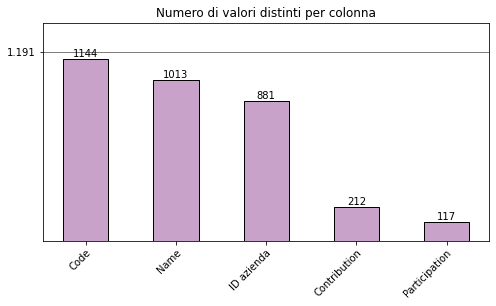 Numero di valori distinti per colonna
1.191
1144
1013
881
212
117
Code
Name
ID azienda
Contribution
Participation